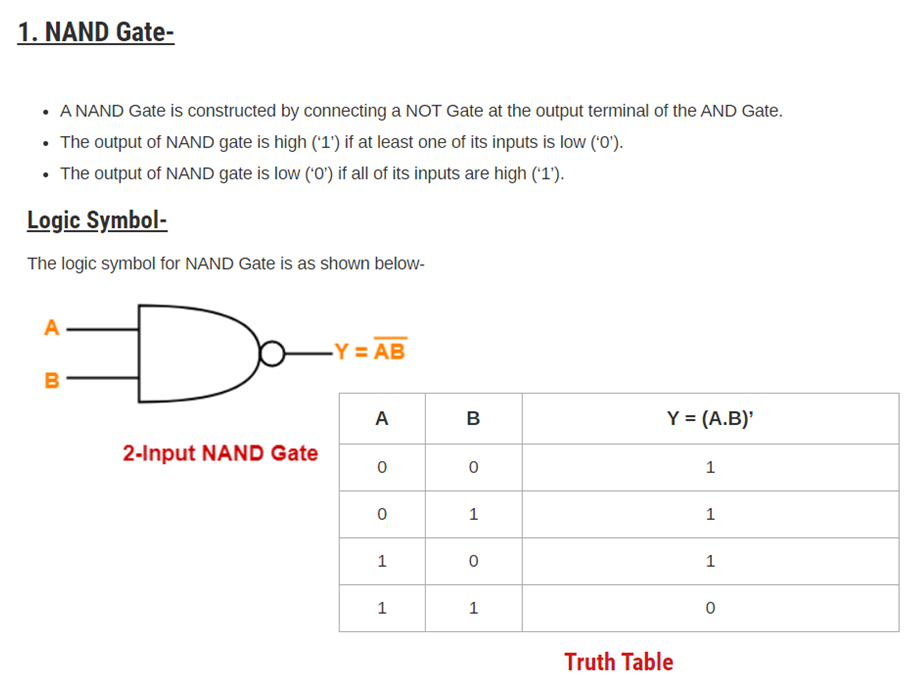 1. NAND Gate-
• A NAND Gate is constructed by connecting a NOT Gate at the output terminal of the AND Gate.
• The output of NAND gate is high (‘1’) if at least one of its inputs is low (‘0’).
• The output of NAND gate is low (‘0’) if all of its inputs are high (‘1’).
Logic Symbol-
The logic symbol for NAND Gate is as shown below-
A
B
Y = A̅B̅
2-Input NAND Gate
A B Y = (A.B)’
0 0 1
0 1 1
1 0 1
1 1 0
Truth Table